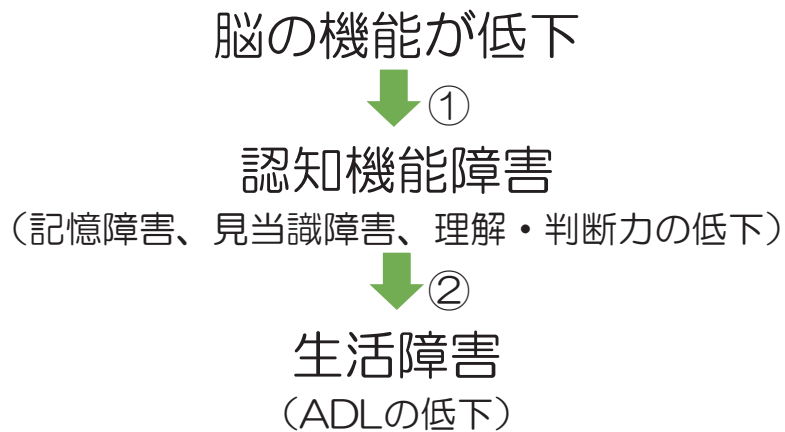 脳の機能が低下
①
認知機能障害
（記憶障害、見当識障害、理解・判断力の低下）
②
生活障害
（ADLの低下）